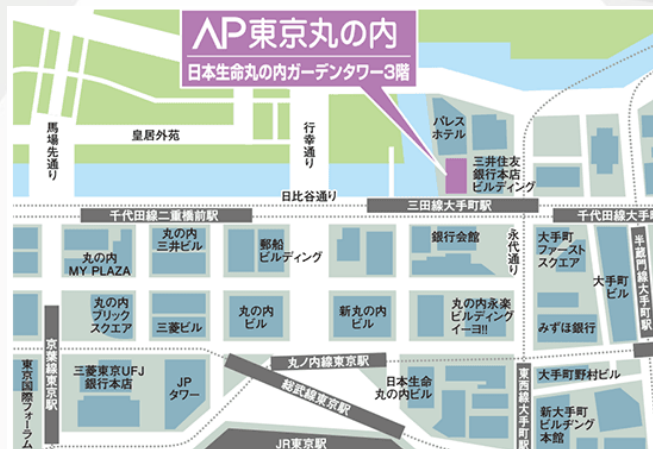 AP東京丸の内
日本生命丸の内ガーデンタワー3階
パレス
ホテル
馬場先通り
皇居外苑
行幸通り
三井住友
銀行本店
ビルディング
日比谷通り
三田線大手町駅
千代田線二重橋前駅
千代田線大手
丸の内
MY PLAZA
丸の内
三井ビル
郵船
ビルディング
銀行会館
永代通り
大手町
ファースト
スクエア
大手町
ビル
半蔵門線大手町駅
丸の内
ブリック
スクエア
三菱ビル
丸の内
ビル
新丸の内
ビル
丸の内永楽
ビルディング
イーヨ!!
みずほ銀行
京葉線東京駅
東京国際フォーラム
三菱東京UFJ
銀行本店
JP
タワー
丸ノ内線東京駅
総武線東京駅
日本生命
丸の内ビル
東西線大手町駅
大手町野村ビル
新大手町
ビルヂング
本館
JR東京駅